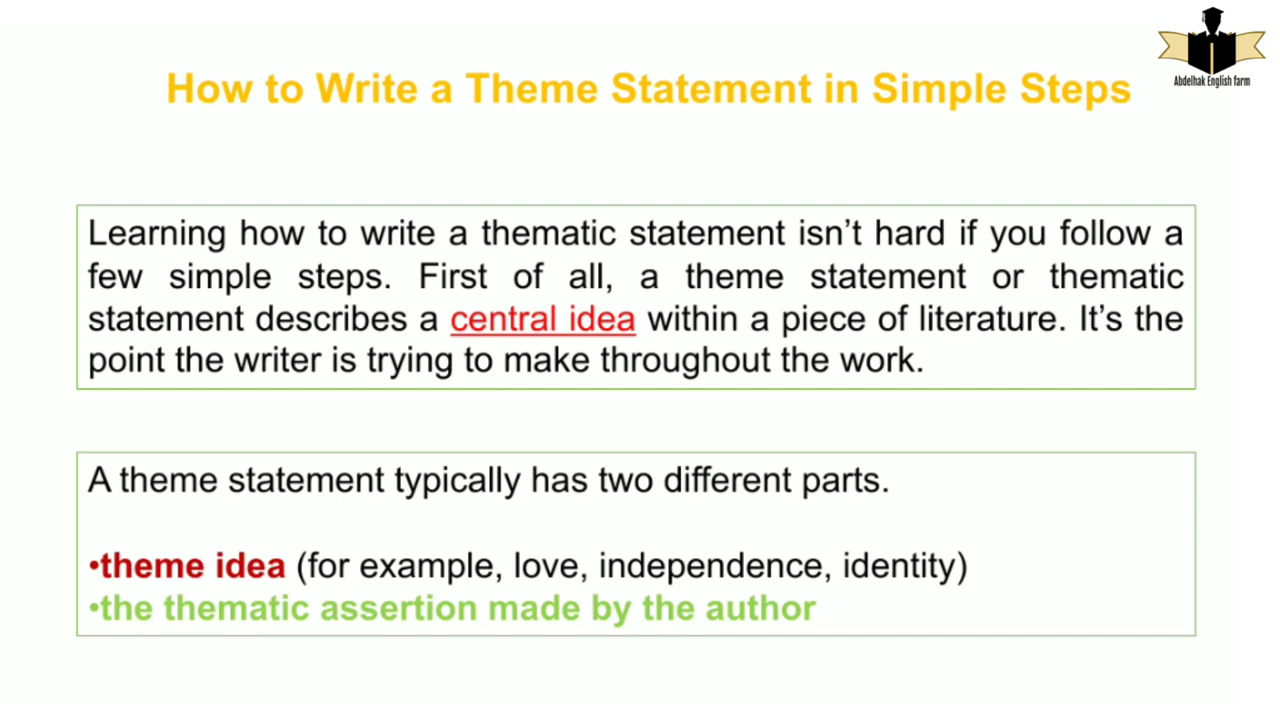 Abdelhak English farm
How to Write a Theme Statement in Simple Steps
Learning how to write a thematic statement isn’t hard if you follow a
few simple steps. First of all, a theme statement or thematic
statement describes a central idea within a piece of literature. It’s the
point the writer is trying to make throughout the work.
A theme statement typically has two different parts.
•theme idea (for example, love, independence, identity)
•the thematic assertion made by the author